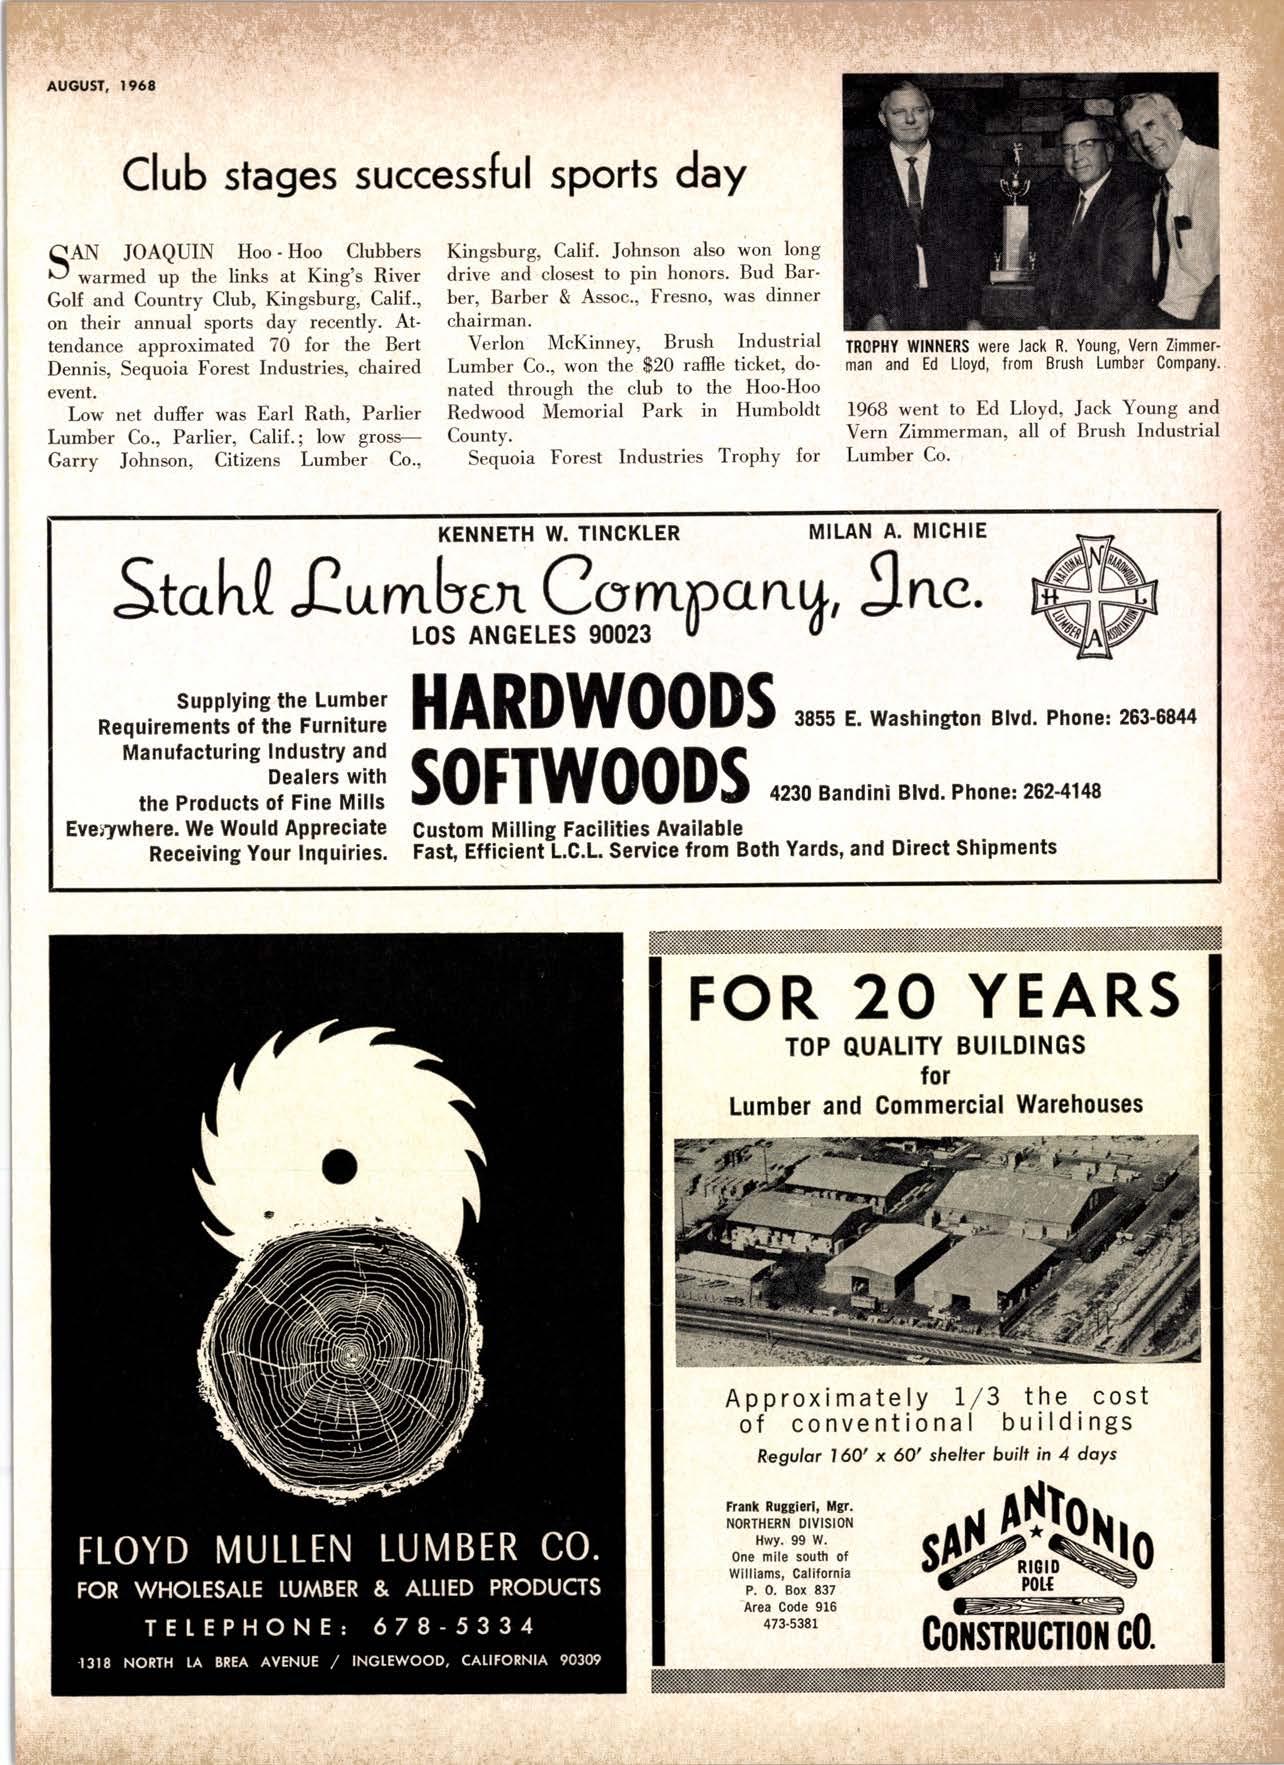 AUGUST, 1968
Club stages successful sports day
SAN JOAQUIN Hoo - Hoo Clubbers
warmed up the links at King's River
Golf and Country Club, Kingsburg, Calif.,
on their annual sports day recently. At-
tendance approximated 70 for the Bert
Dennis, Sequoia Forest Industries, chaired
event.
Low net duffer was Earl Rath, Parlier
Lumber Co., Parlier, Calif.; low gross—
Garry Johnson, Citizens Lumber Co.,
Kingsburg, Calif. Johnson also won long
drive and closest to pin honors. Bud Bar-
ber, Barber & Assoc., Fresno, was dinner
chairman.
Verlon McKinney, Brush Industrial
Lumber Co., won the $20 raffle ticket, do-
nated through the club to the Hoo-Hoo
Redwood Memorial Park in Humboldt
County.
Sequoia Forest Industries Trophy for
TROPHY WINNERS were Jack R. Young, Vern Zimmer-
man and Ed Lloyd, from Brush Lumber Company.
1968 went to Ed Lloyd, Jack Young and
Vern Zimmerman, all of Brush Industrial
Lumber Co.
KENNETH W. TINCKLER MILAN A. MICHIE
Stahl Lumber Company, Inc.
LOS ANGELES 90023
NATIONAL HARDWOOD
LUMBER ASSOCIATION
N H L A
Supplying the Lumber
Requirements of the Furniture
Manufacturing Industry and
Dealers with
the Products of Fine Mills
Everywhere. We Would Appreciate
Receiving Your Inquiries.
HARDWOODS 3855 E. Washington Blvd. Phone: 263-6844
SOFTWOODS 4230 Bandini Blvd. Phone: 262-4148
Custom Milling Facilities Available
Fast, Efficient L.C.L. Service from Both Yards, and Direct Shipments
FLOYD MULLEN LUMBER CO.
FOR WHOLESALE LUMBER & ALLIED PRODUCTS
TELEPHONE: 678-5334
1318 NORTH LA BREA AVENUE / INGLEWOOD, CALIFORNIA 90309
FOR 20 YEARS
TOP QUALITY BUILDINGS
for
Lumber and Commercial Warehouses
Approximately 1/3 the cost
of conventional buildings
Regular 160' x 60' shelter built in 4 days
Frank Ruggieri, Mgr.
NORTHERN DIVISION
Hwy. 99 W.
One mile south of
Williams, California
P. O. Box 837
Area Code 916
473-5381
SAN ANTONIO
RIGID
POLE
CONSTRUCTION CO.